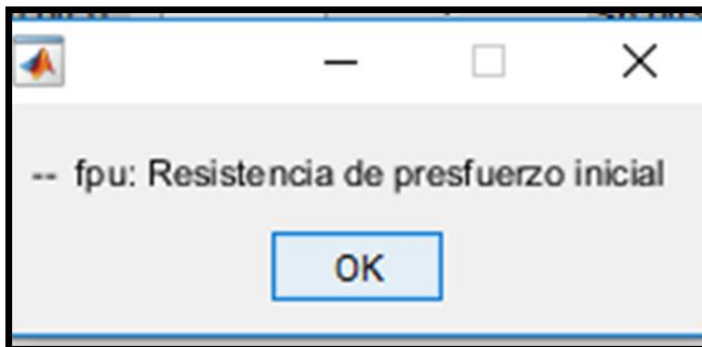 -- fpu: Resistencia de presfuerzo inicial
OK